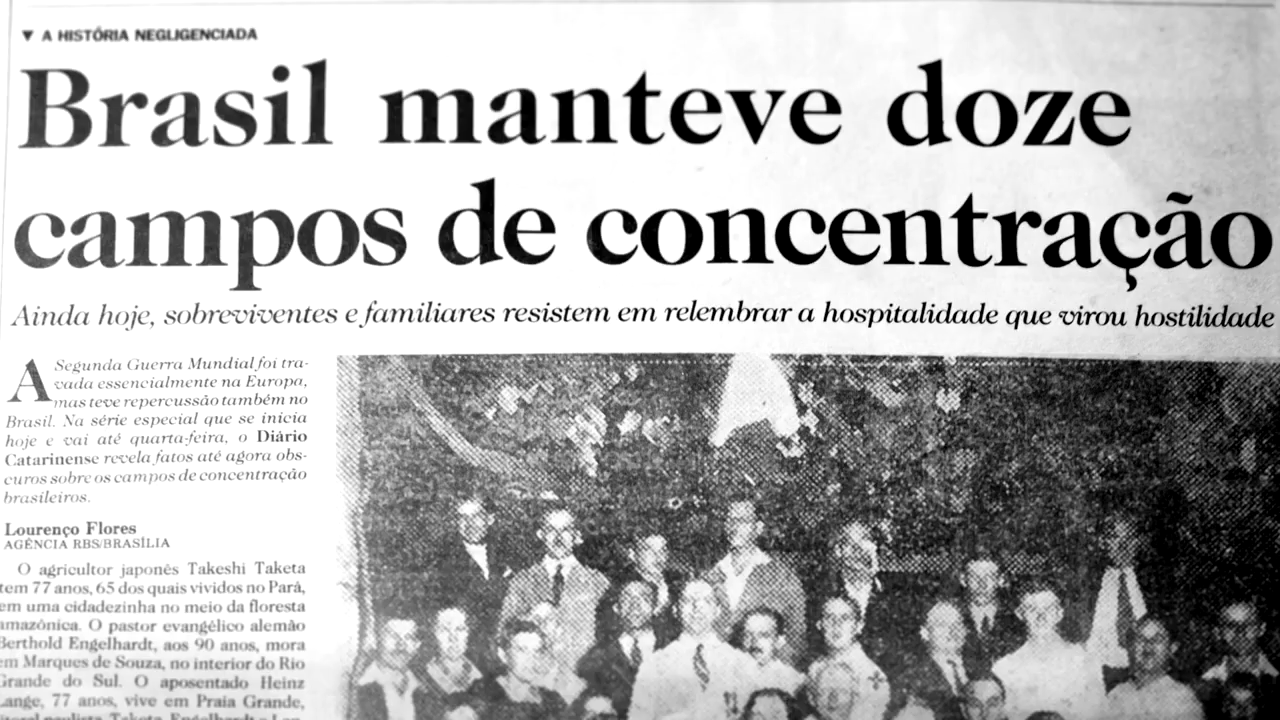 ▼ A HISTÓRIA NEGLIGENCIADA
Brasil manteve doze
campos de concentração
Ainda hoje, sobreviventes e familiares resistem em relembrar a hospitalidade que virou hostilidade
A Segunda Guerra Mundial foi tra-
vada essencialmente na Europa,
mas teve repercussão também no
Brasil. Na série especial que se inicia
hoje e vai até quarta-feira, o Diário
Catarinense revela fatos até agora obs-
curos sobre os campos de concentração
brasileiros.
Lourenço Flores
AGÊNCIA RBS/BRASÍLIA
O agricultor japonês Takeshi Taketa
tem 77 anos, 65 dos quais vividos no Pará,
em uma cidadezinha no meio da floresta
amazônica. O pastor evangélico alemão
Berthold Engelhardt, aos 90 anos, mora
em Marques de Souza, no interior do Rio
Grande do Sul. O aposentado Heinz
Lange, 77 anos, vive em Praia Grande,